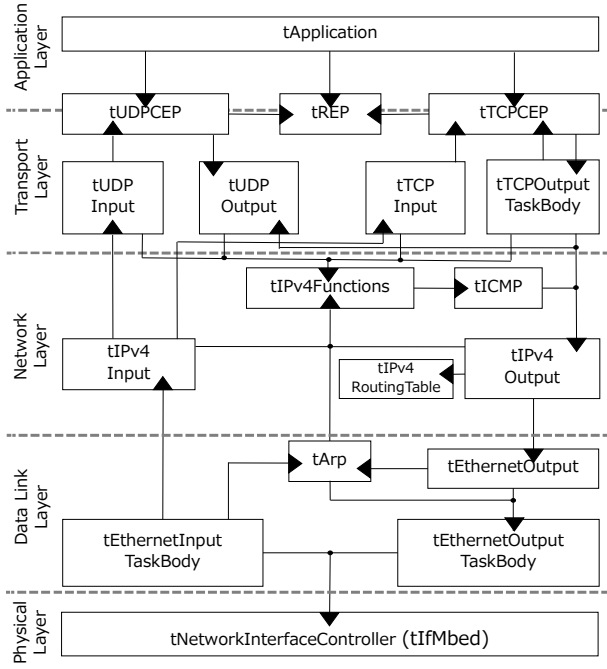 Application
Layer
tApplication
tUDPCEP
tREP
tTCPCEP
Transport
Layer
tUDP
Input
tUDP
Output
tTCP
Input
tTCPOutput
TaskBody
Network
Layer
tIPv4Functions
tICMP
tIPv4
Input
tIPv4
RoutingTable
tIPv4
Output
Data Link
Layer
tArp
tEthernetOutput
tEthernetInput
TaskBody
tEthernetOutput
TaskBody
Physical
Layer
tNetworkInterfaceController (tIfMbed)